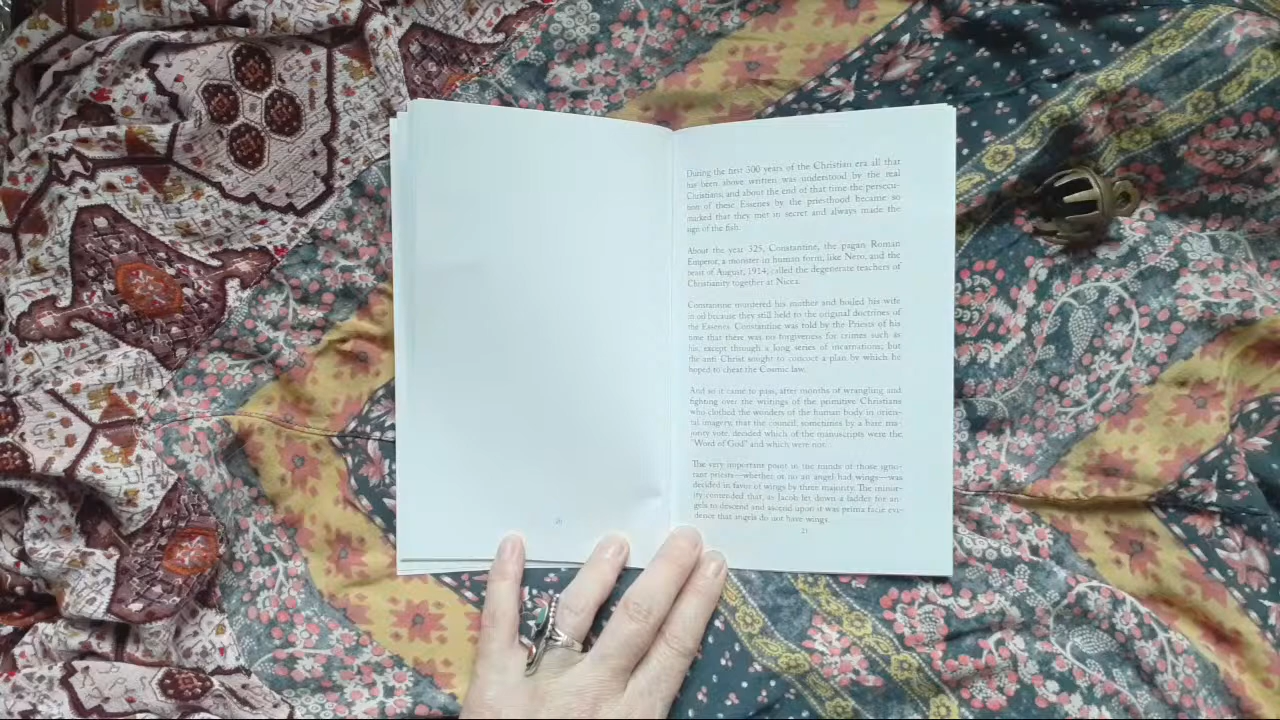 During the first 300 years of the Christian era all that
has been above written was understood by the real
Christians, and about the end of that time the persecu-
tion of these Essenes by the priesthood became so
marked that they met in secret and always made the
sign of the fish.
About the year 325, Constantine, the pagan Roman
Emperor, a monster in human form, like Nero, and the
beast of August, 1914, called the degenerate teachers of
Christianity together at Nicea.
Constantine murdered his mother and boiled his wife
in oil because they still held to the original doctrines of
the Essenes. Constantine was told by the Priests of his
time that there was no forgiveness for crimes such as
his, except through a long series of incarnations; but
the anti Christ sought to concoct a plan by which he
hoped to cheat the Cosmic law.
And so it came to pass, after months of wrangling and
fighting over the writings of the primitive Christians
who clothed the wonders of the human body in orien-
tal imagery, that the council, sometimes by a bare ma-
jority vote, decided which of the manuscripts were the
"Word of God" and which were not.
The very important point in the minds of those igno-
rant priests—whether or no an angel had wings—was
decided in favor of wings by three majority. The minor-
ity contended that, as Jacob let down a ladder for an-
gels to descend and ascend upon it was prima facie evi-
dence that angels do not have wings.